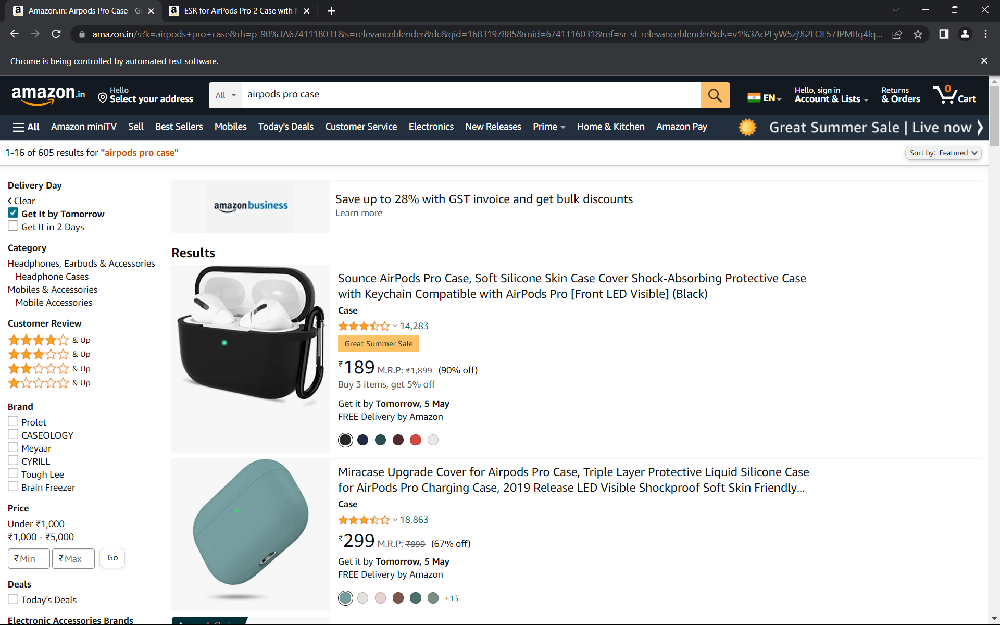 Amazon.in: Airpods Pro Case - Ge
ESR for AirPods Pro 2 Case with
amazon.in/s?k=airpods+pro+case&rh=p_90%3A6741118031&s=relevanceblender&dc&qid=1683197885&rnid=6741116031&ref=sr_st_relevanceblender&ds=v1%3AcPEyW5zj%2FOL57JPMBq4lq...
Chrome is being controlled by automated test software.
amazon.in
Hello
Select your address
All
airpods pro case
EN
Hello, sign in
Account & Lists
Returns
& Orders
0
Cart
All
Amazon miniTV
Sell
Best Sellers
Mobiles
Today's Deals
Customer Service
Electronics
New Releases
Prime
Home & Kitchen
Amazon Pay
Great Summer Sale | Live now
1-16 of 605 results for "airpods pro case"
Sort by: Featured
Delivery Day
Clear
Get It by Tomorrow
Get It in 2 Days
Category
Headphones, Earbuds & Accessories
Headphone Cases
Mobiles & Accessories
Mobile Accessories
Customer Review
& Up
& Up
& Up
& Up
Brand
Prolet
CASEOLOGY
Meyaar
CYRILL
Tough Lee
Brain Freezer
Price
Under ₹1,000
₹1,000 - ₹5,000
₹ Min
₹ Max
Go
Deals
Today's Deals
Electronic Accessories Brands
amazon business
Save up to 28% with GST invoice and get bulk discounts
Learn more
Results
Sounce AirPods Pro Case, Soft Silicone Skin Case Cover Shock-Absorbing Protective Case
with Keychain Compatible with AirPods Pro [Front LED Visible] (Black)
Case
14,283
Great Summer Sale
₹189 M.R.P: ₹1,899 (90% off)
Buy 3 items, get 5% off
Get it by Tomorrow, 5 May
FREE Delivery by Amazon
Miracase Upgrade Cover for Airpods Pro Case, Triple Layer Protective Liquid Silicone Case
for AirPods Pro Charging Case, 2019 Release LED Visible Shockproof Soft Skin Friendly...
Case
18,863
₹299 M.R.P: ₹899 (67% off)
Get it by Tomorrow, 5 May
FREE Delivery by Amazon
+13